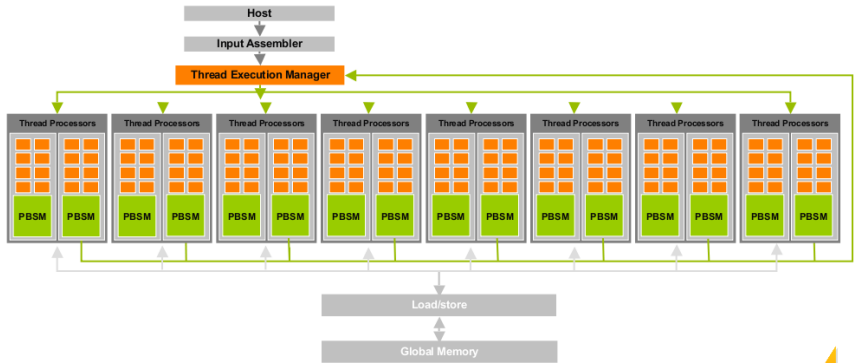 Host
Input Assembler
Thread Execution Manager
Thread Processors Thread Processors Thread Processors Thread Processors Thread Processors Thread Processors Thread Processors Thread Processors
PBSM PBSM PBSM PBSM PBSM PBSM PBSM PBSM PBSM PBSM PBSM PBSM PBSM PBSM PBSM PBSM
Load/store
Global Memory